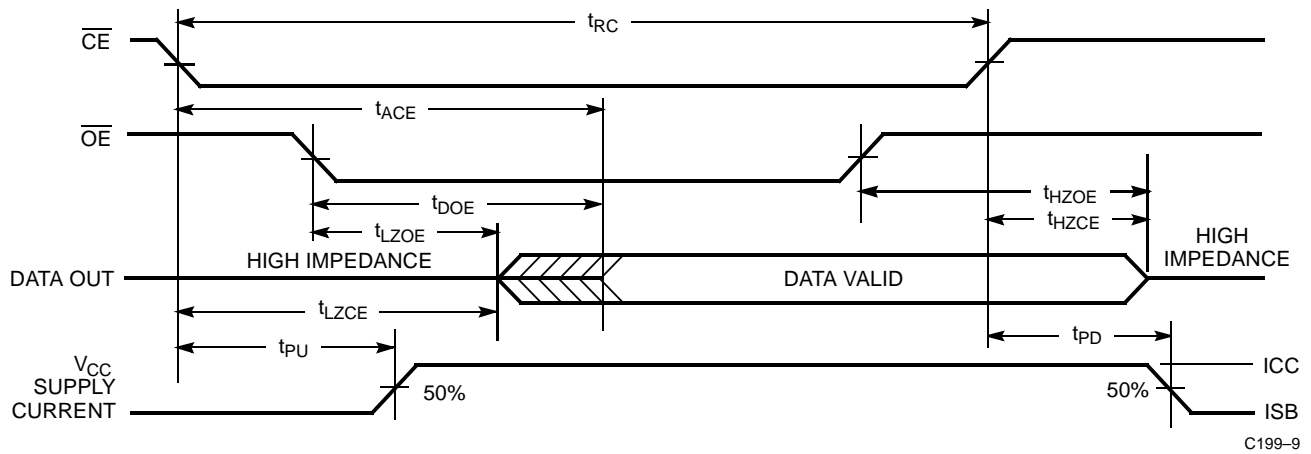 tRC
CE
tACE
OE
tHZOE
tDOE
tHZCE
tLZOE
HIGH IMPEDANCE
HIGH
IMPEDANCE
DATA OUT
DATA VALID
tLZCE
tPU
tPD
VCC
SUPPLY
CURRENT
50%
50%
ICC
ISB
C199–9